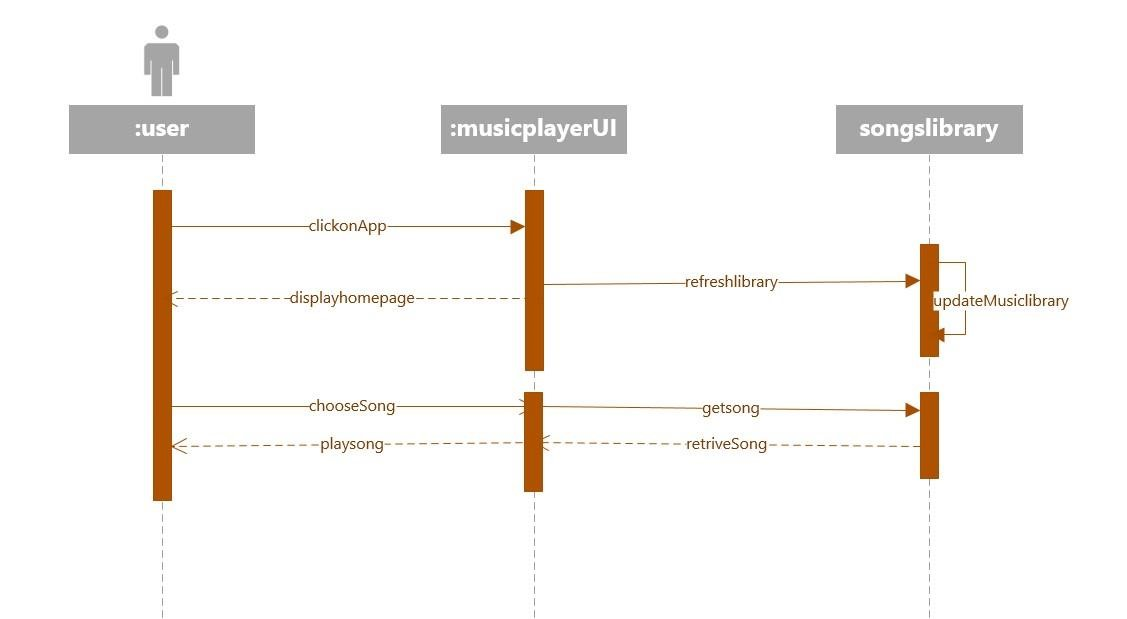 :user
:musicplayerUI
songslibrary
clickonApp
refreshlibrary
displayhomepage
updateMusiclibrary
chooseSong
getsong
playsong
retriveSong